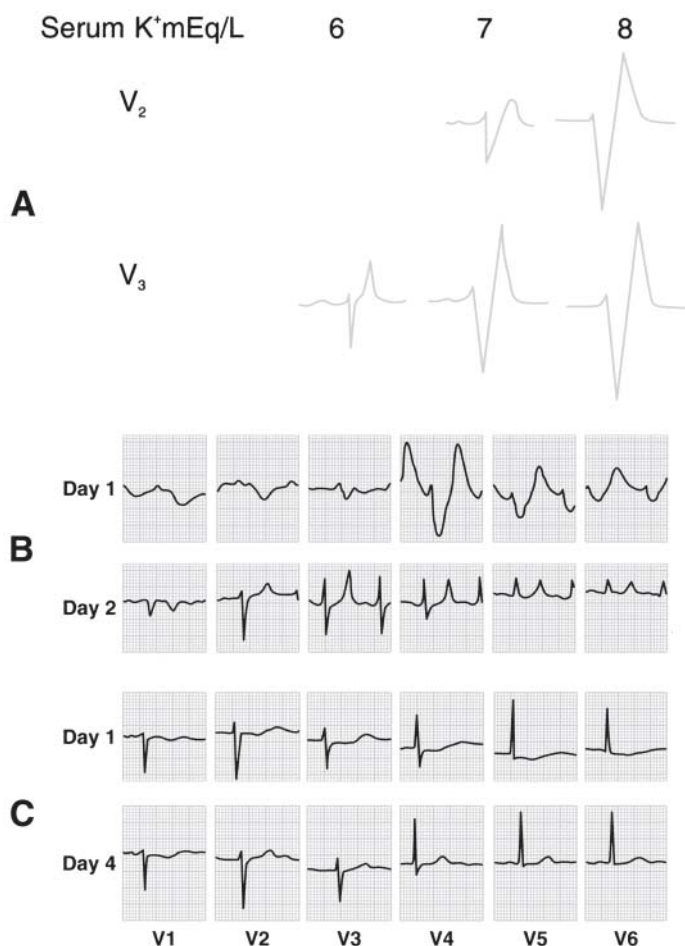 Serum K⁺mEq/L 6 7 8
V₂
A
V₃
Day 1
B
Day 2
Day 1
C
Day 4
V1 V2 V3 V4 V5 V6